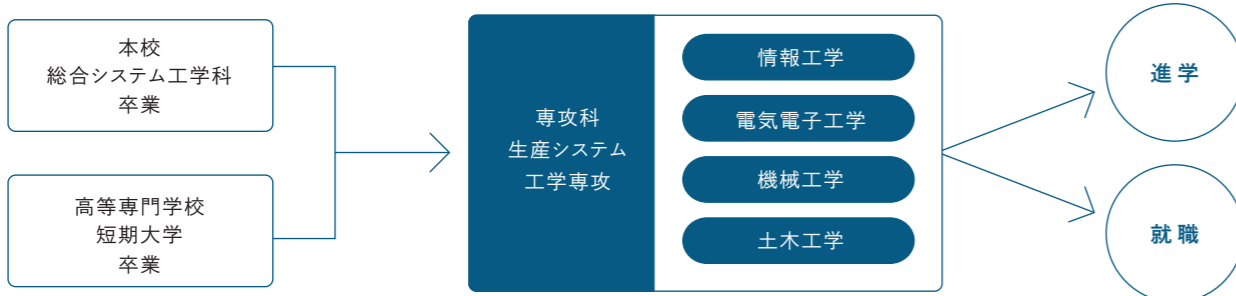 本校
総合システム工学科
卒業
高等専門学校
短期大学
卒業
専攻科
生産システム
工学専攻
情報工学
電気電子工学
機械工学
土木工学
進学
就職